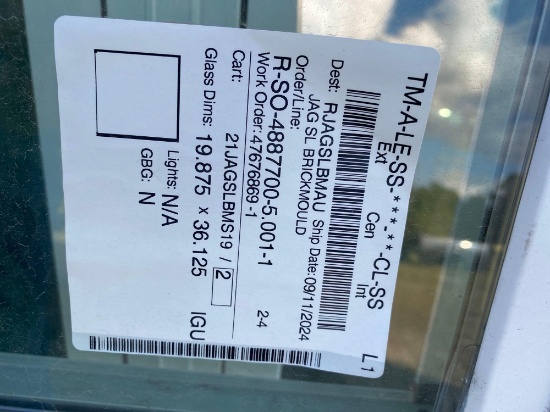 TM-A-LE-SS-***-**-CL-SS
Ext Cen Int L1
Dest: RJAGSLBMAU Ship Date:09/11/2024
JAG SL BRICKMOULD
Order/Line:
R-SO-4887700-5.001-1
Work Order:47676869-1 2-4
Cart: 21JAGSLBMS19 / 2
Glass Dims: 19.875 x 36.125 IGU
Lights: N/A
GBG: N